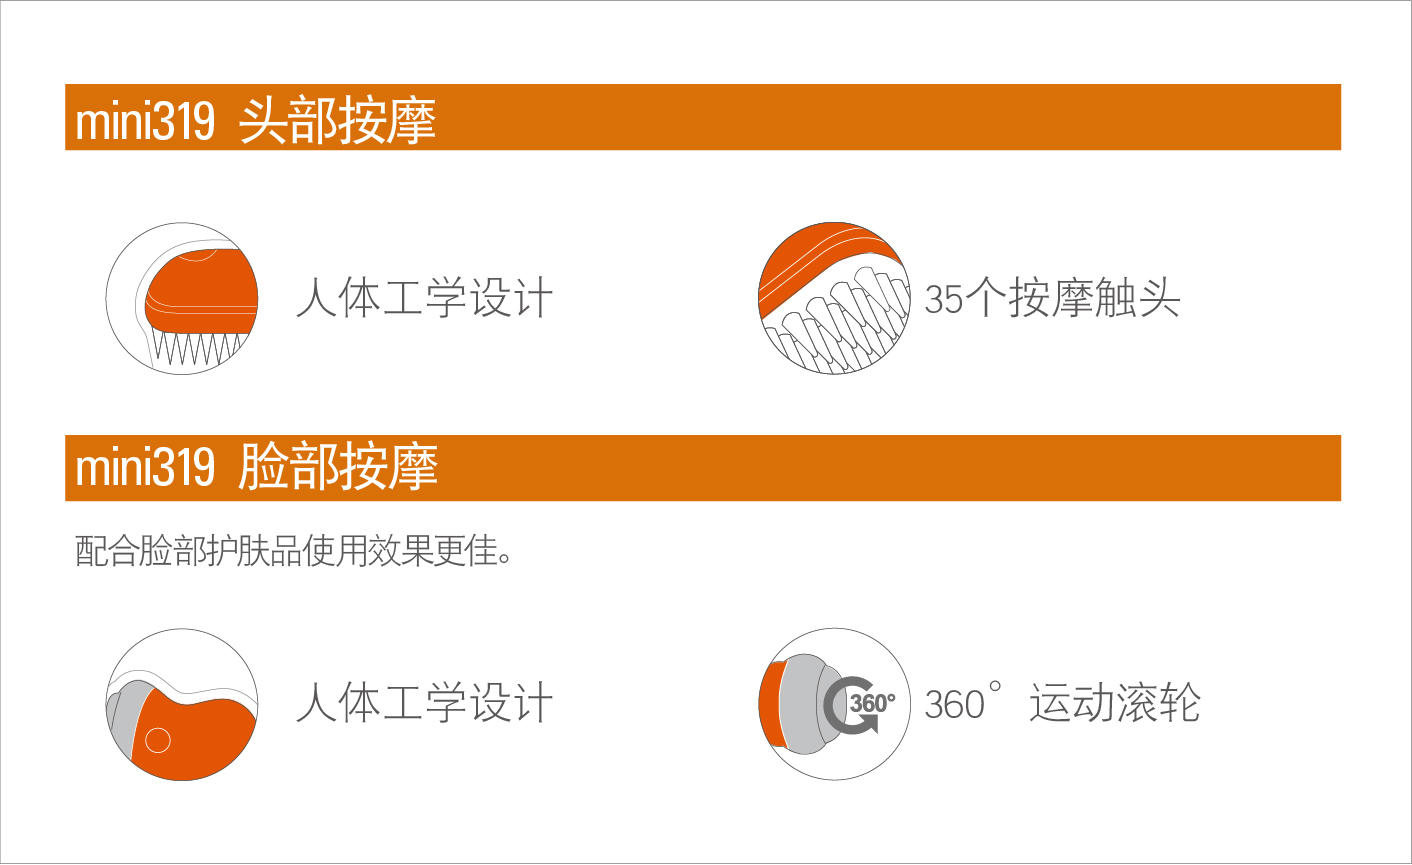 mini319 头部按摩
人体工学设计
35个按摩触头
mini319 脸部按摩
配合脸部护肤品使用效果更佳。
人体工学设计
360°
360° 运动滚轮